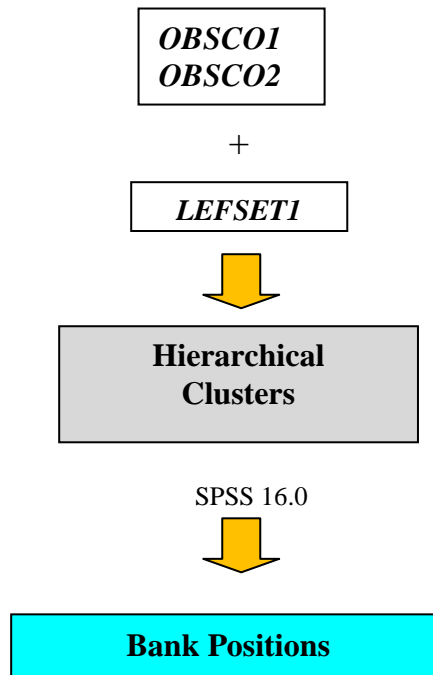 OBSCO1
OBSCO2
+
LEFSET1
Hierarchical
Clusters
SPSS 16.0
Bank Positions